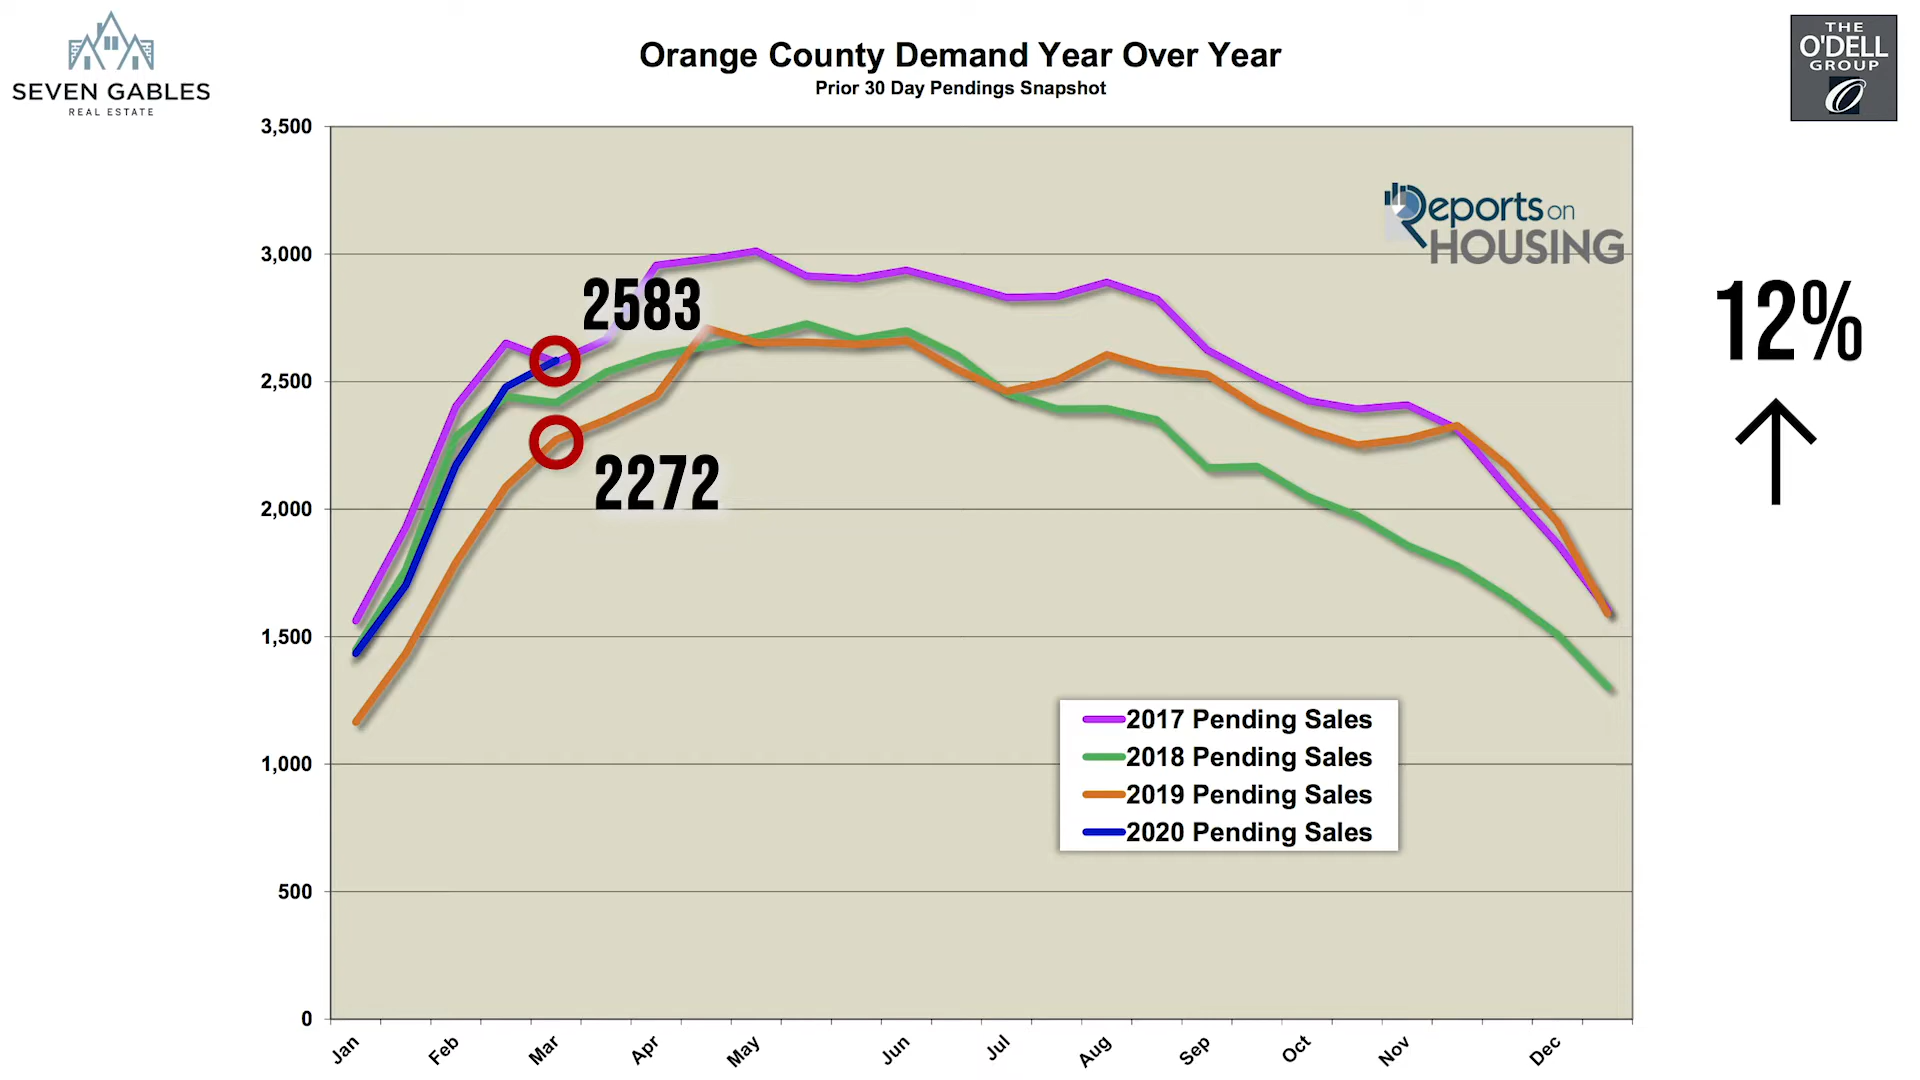 SEVEN GABLES
REAL ESTATE
Orange County Demand Year Over Year
Prior 30 Day Pendings Snapshot
THE
O'DELL
GROUP
3,500
3,000
2,500
2,000
1,500
1,000
500
0
Reports on
HOUSING
2583
2272
12%
2017 Pending Sales
2018 Pending Sales
2019 Pending Sales
2020 Pending Sales
Jan
Feb
Mar
Apr
May
Jun
Jul
Aug
Sep
Oct
Nov
Dec